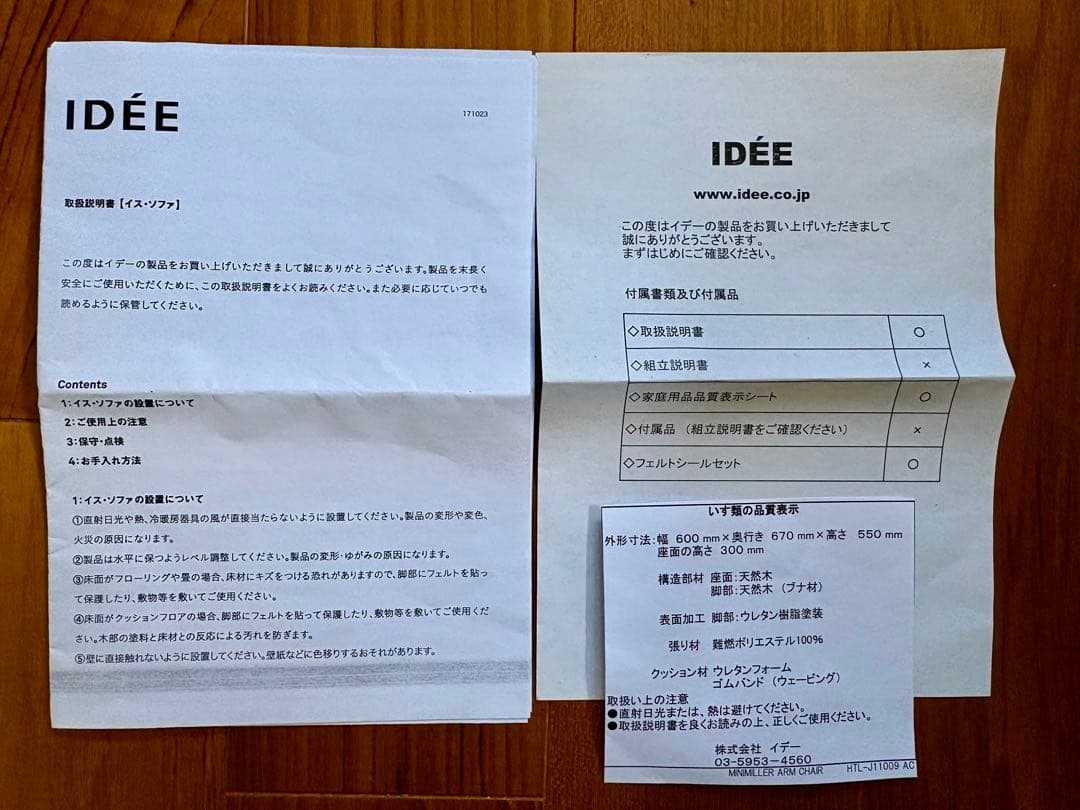 IDÉE
171023
取扱説明書【イス・ソファ】
この度はイデーの製品をお買い上げいただきまして誠にありがとうございます。製品を末長く
安全にご使用いただくために、この取扱説明書をよくお読みください。また必要に応じていつでも
読めるように保管してください。
Contents
1：イス・ソファの設置について
2：ご使用上の注意
3：保守・点検
4：お手入れ方法
1：イス・ソファの設置について
①直射日光や熱、冷暖房器具の風が直接当たらないように設置してください。製品の変形や変色、
火災の原因になります。
②製品は水平に保つようレベル調整してください。製品の変形・ゆがみの原因になります。
③床面がフローリングや畳の場合、床材にキズをつける恐れがありますので、脚部にフェルトを貼っ
て保護したり、敷物等を敷いてご使用ください。
④床面がクッションフロアの場合、脚部にフェルトを貼って保護したり、敷物等を敷いてご使用くだ
さい。木部の塗料と床材との反応による汚れを防ぎます。
⑤壁に直接触れないように設置してください。壁紙などに色移りするおそれがあります。
IDÉE
www.idee.co.jp
この度はイデーの製品をお買い上げいただきまして
誠にありがとうございます。
まずはじめにご確認ください。
付属書類及び付属品
◇取扱説明書 ○
◇組立説明書 ×
◇家庭用品品質表示シート ○
◇付属品（組立説明書をご確認ください） ×
◇フェルトシールセット ○
いす類の品質表示
外形寸法：幅 600 mm×奥行き 670 mm×高さ 550 mm
座面の高さ 300 mm
構造部材 座面：天然木
脚部：天然木（ブナ材）
表面加工 脚部：ウレタン樹脂塗装
張り材 難燃ポリエステル100%
クッション材 ウレタンフォーム
ゴムバンド（ウェービング）
取扱い上の注意
●直射日光または、熱は避けてください。
●取扱説明書を良くお読みの上、正しくご使用ください。
株式会社 イデー
03-5953-4560
MINIMILLER ARM CHAIR HTL-J11009 AC